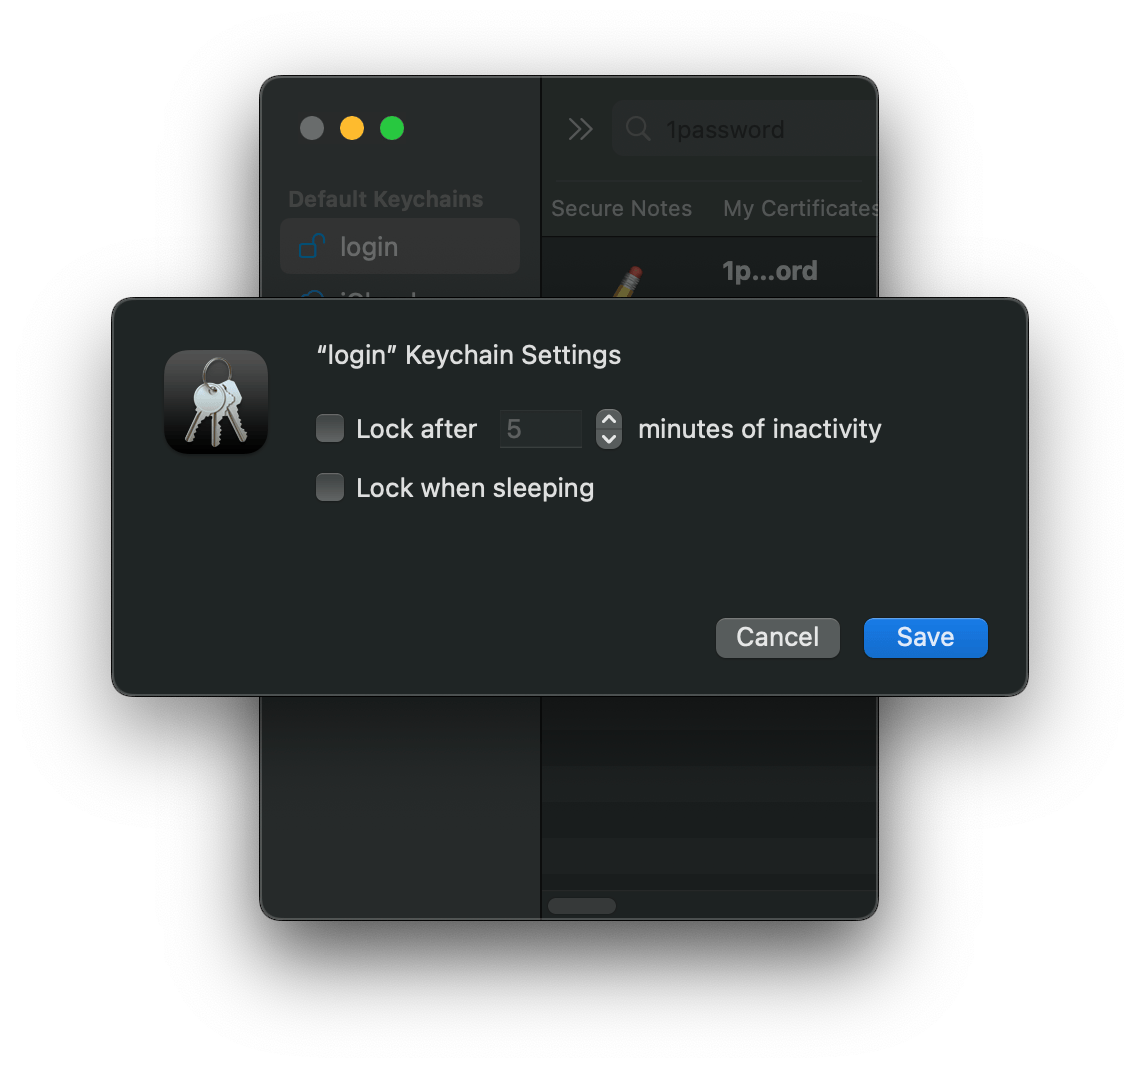 1password
Default Keychains
Secure Notes
My Certificates
login
1p...ord
“login” Keychain Settings
Lock after 5 minutes of inactivity
Lock when sleeping
Cancel
Save